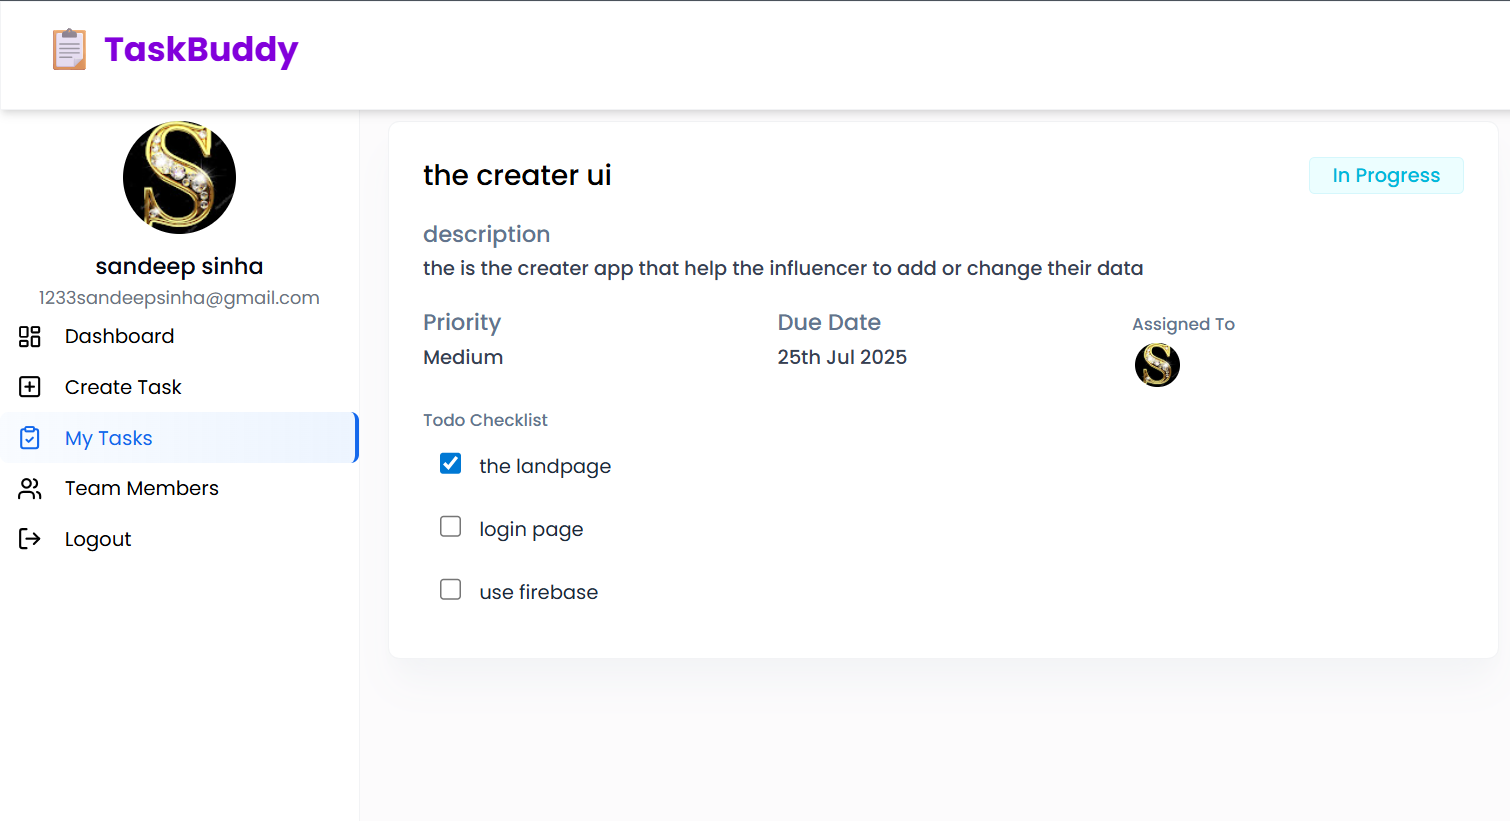 TaskBuddy
S
sandeep sinha
1233sandeepsinha@gmail.com
Dashboard
Create Task
My Tasks
Team Members
Logout
the creater ui
In Progress
description
the is the creater app that help the influencer to add or change their data
Priority
Due Date
Assigned To
Medium
25th Jul 2025
S
Todo Checklist
the landpage
login page
use firebase